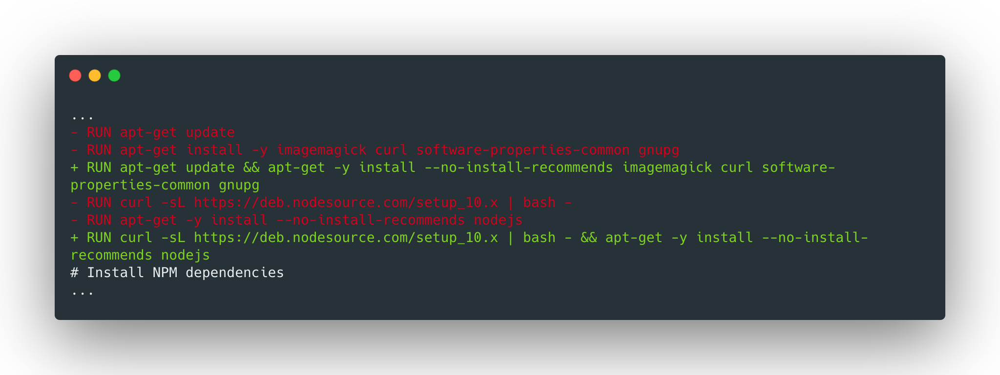 ...
- RUN apt-get update
- RUN apt-get install -y imagemagick curl software-properties-common gnupg
+ RUN apt-get update && apt-get -y install --no-install-recommends imagemagick curl software-
properties-common gnupg
- RUN curl -sL https://deb.nodesource.com/setup_10.x | bash -
- RUN apt-get -y install --no-install-recommends nodejs
+ RUN curl -sL https://deb.nodesource.com/setup_10.x | bash - && apt-get -y install --no-install-
recommends nodejs
# Install NPM dependencies
...